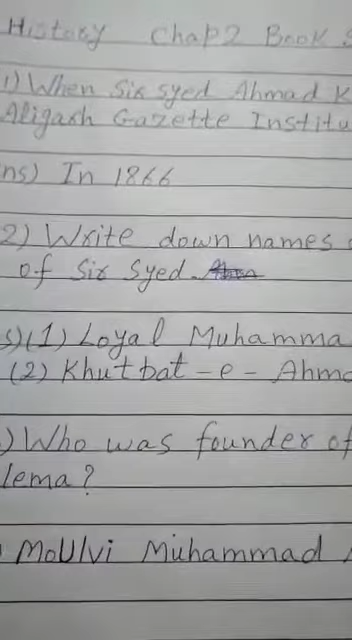 History Chap2 Book
1) When Sir Syed Ahmad K
Aligarh Gazette Institu
ns) In 1866
2) Write down names
of Sir Syed
s) (1) Loyal Muhamma
(2) Khutbat-e-Ahma
) Who was founder of
lema?
Moulvi Muhammad